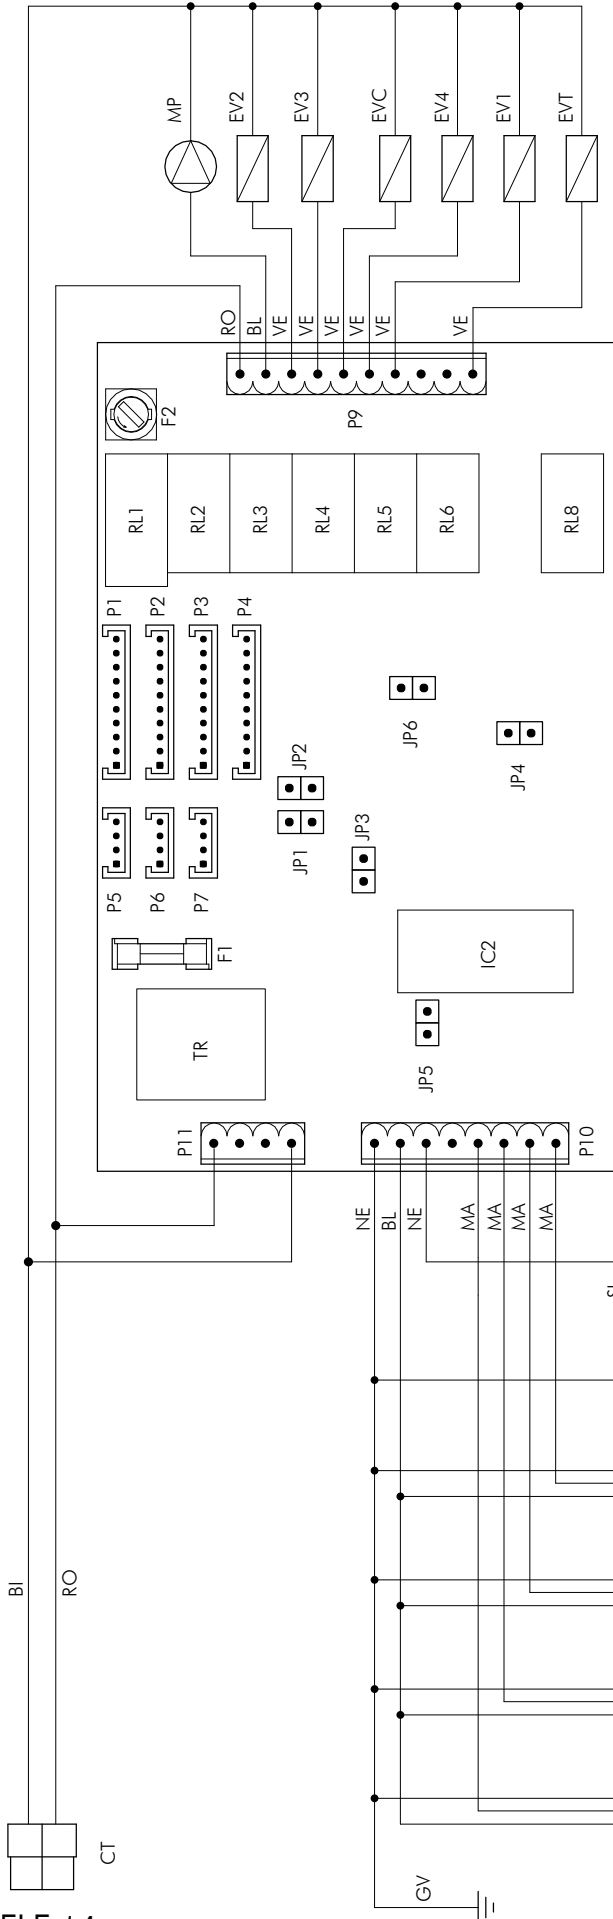 MP
EV2
EV3
EVC
EV4
EV1
EVT
RO
BL
VE
VE
VE
VE
VE
VE
P9
F2
RL1
RL2
RL3
RL4
RL5
RL6
RL8
P1
P2
P3
P4
JP6
JP4
JP2
JP1
JP3
P5
P6
P7
F1
IC2
TR
JP5
P11
P10
NE
BL
NE
MA
MA
MA
MA
BI
RO
CT
GV